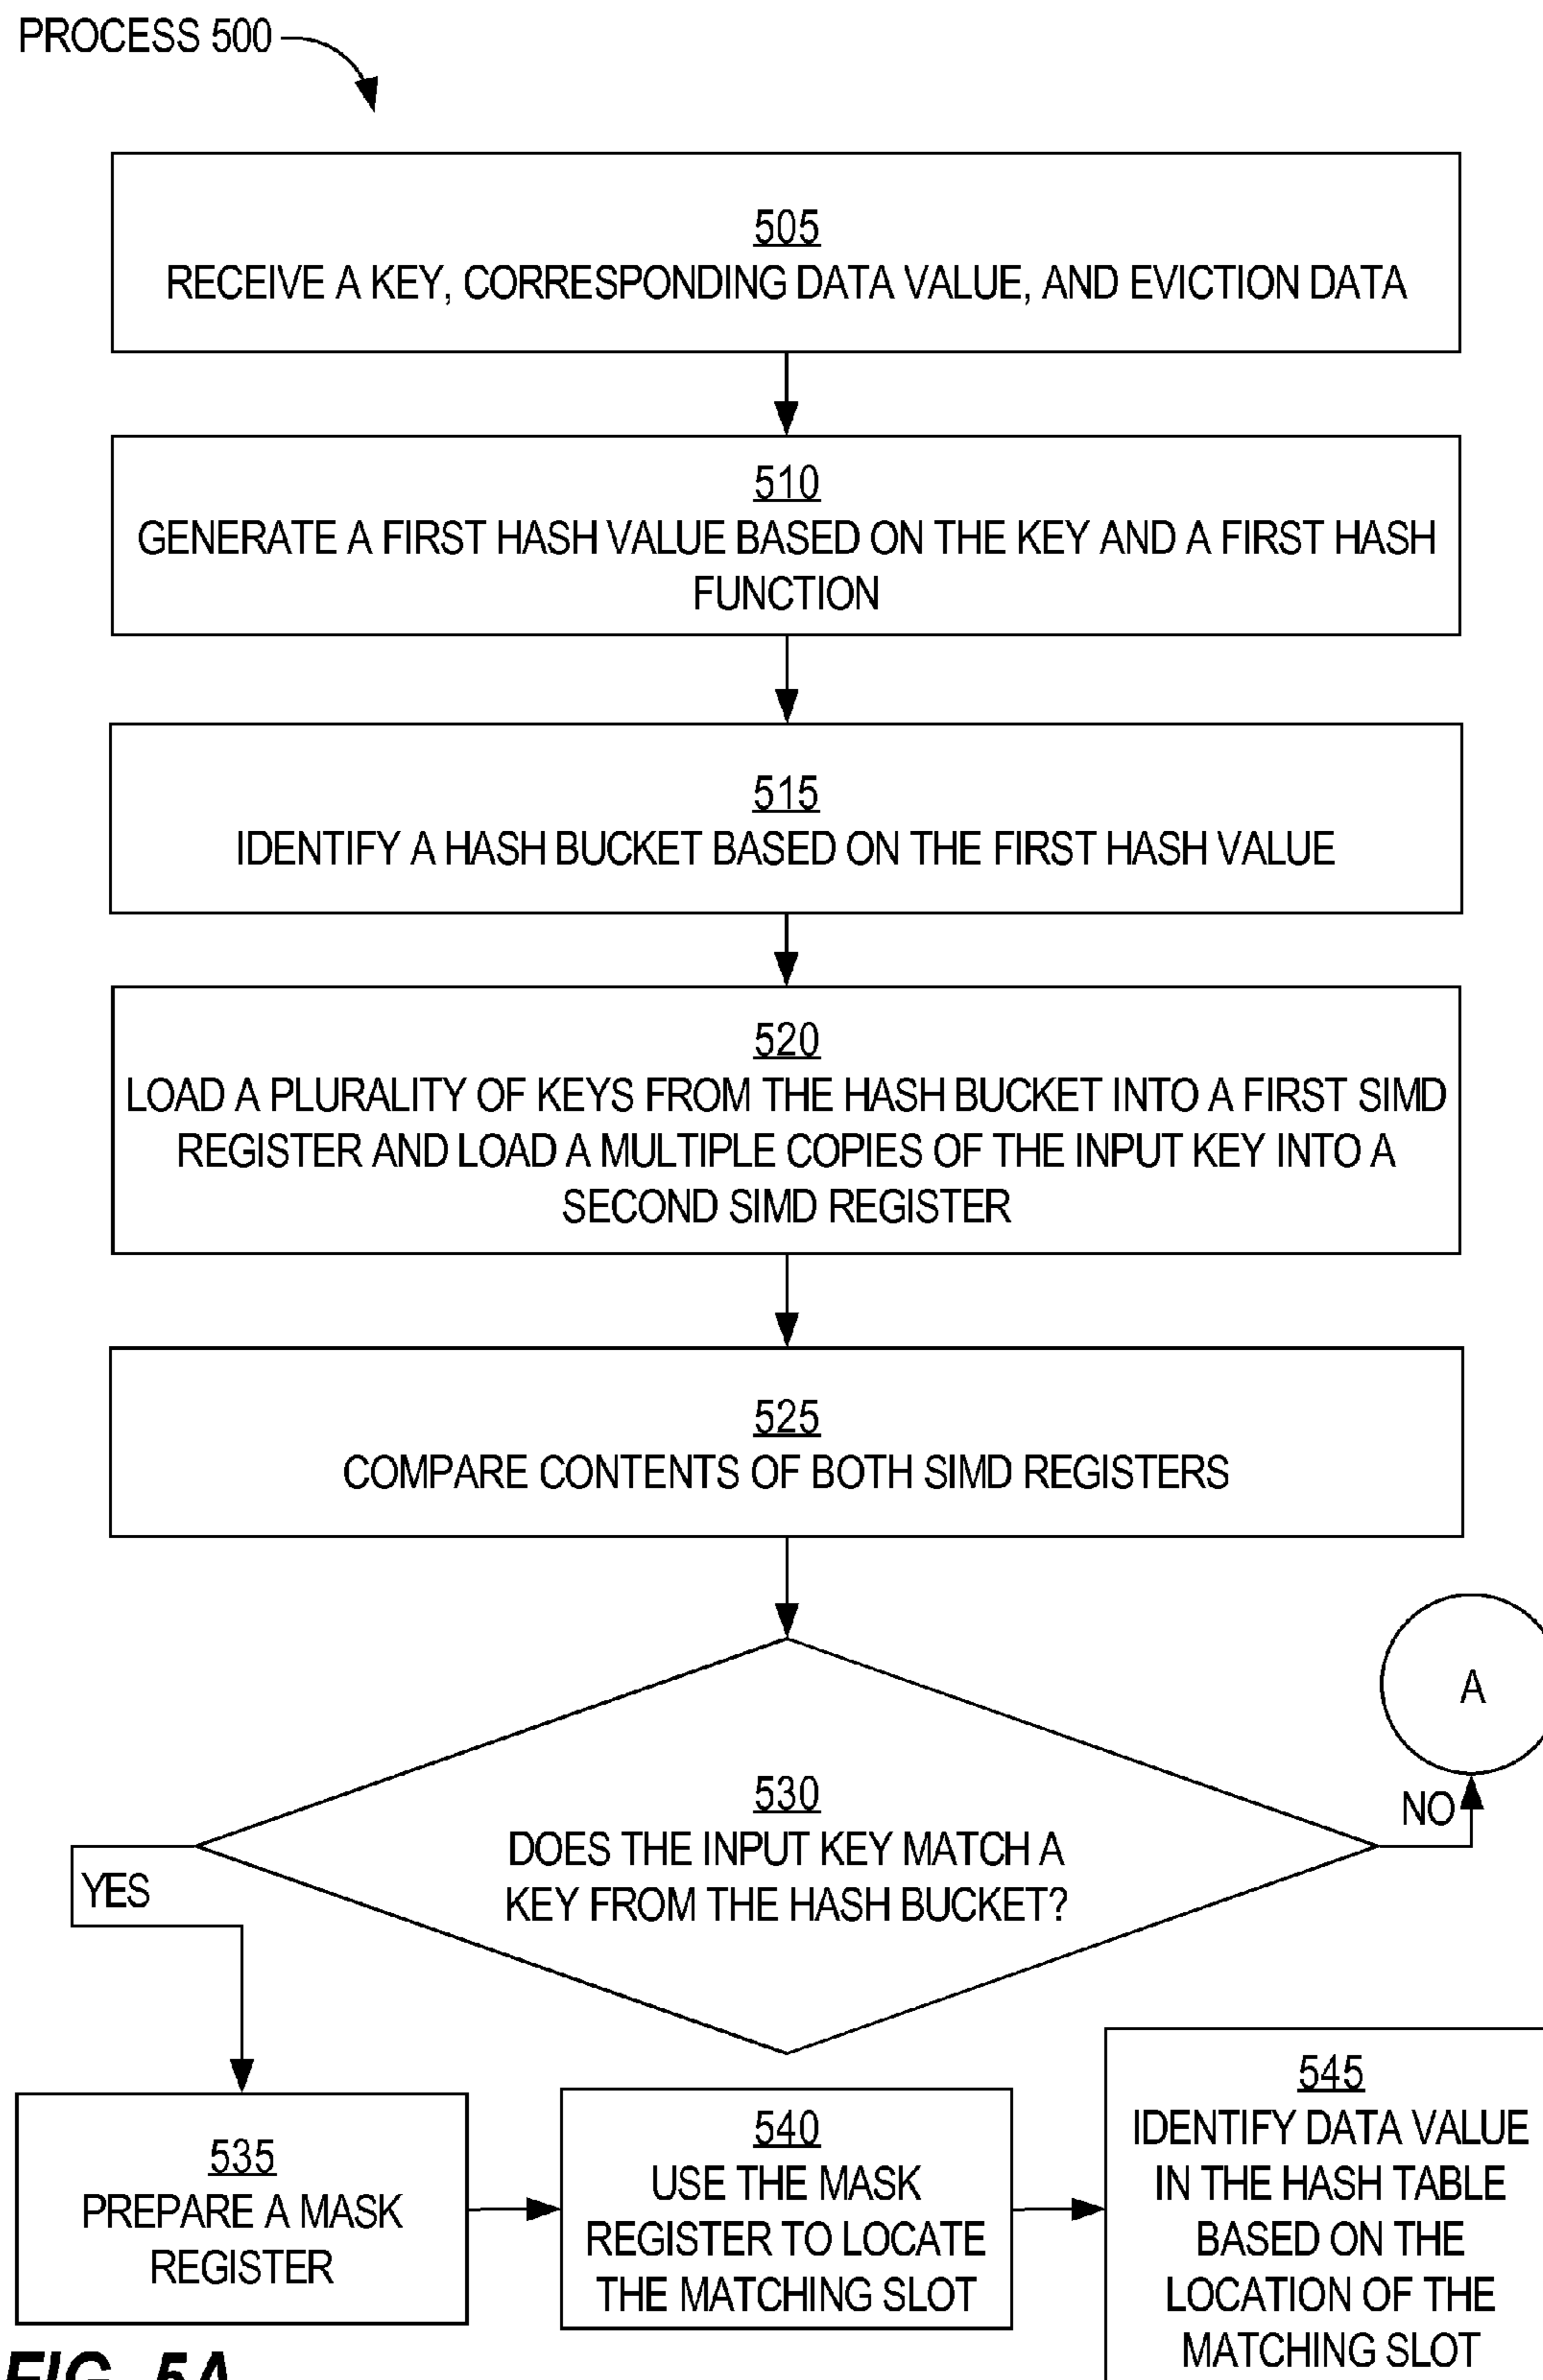 PROCESS 500
505
RECEIVE A KEY, CORRESPONDING DATA VALUE, AND EVICTION DATA
510
GENERATE A FIRST HASH VALUE BASED ON THE KEY AND A FIRST HASH
FUNCTION
515
IDENTIFY A HASH BUCKET BASED ON THE FIRST HASH VALUE
520
LOAD A PLURALITY OF KEYS FROM THE HASH BUCKET INTO A FIRST SIMD
REGISTER AND LOAD A MULTIPLE COPIES OF THE INPUT KEY INTO A
SECOND SIMD REGISTER
525
COMPARE CONTENTS OF BOTH SIMD REGISTERS
A
530
DOES THE INPUT KEY MATCH A
KEY FROM THE HASH BUCKET?
NO
YES
535
PREPARE A MASK
REGISTER
540
USE THE MASK
REGISTER TO LOCATE
THE MATCHING SLOT
545
IDENTIFY DATA VALUE
IN THE HASH TABLE
BASED ON THE
LOCATION OF THE
MATCHING SLOT
FIG. 5A